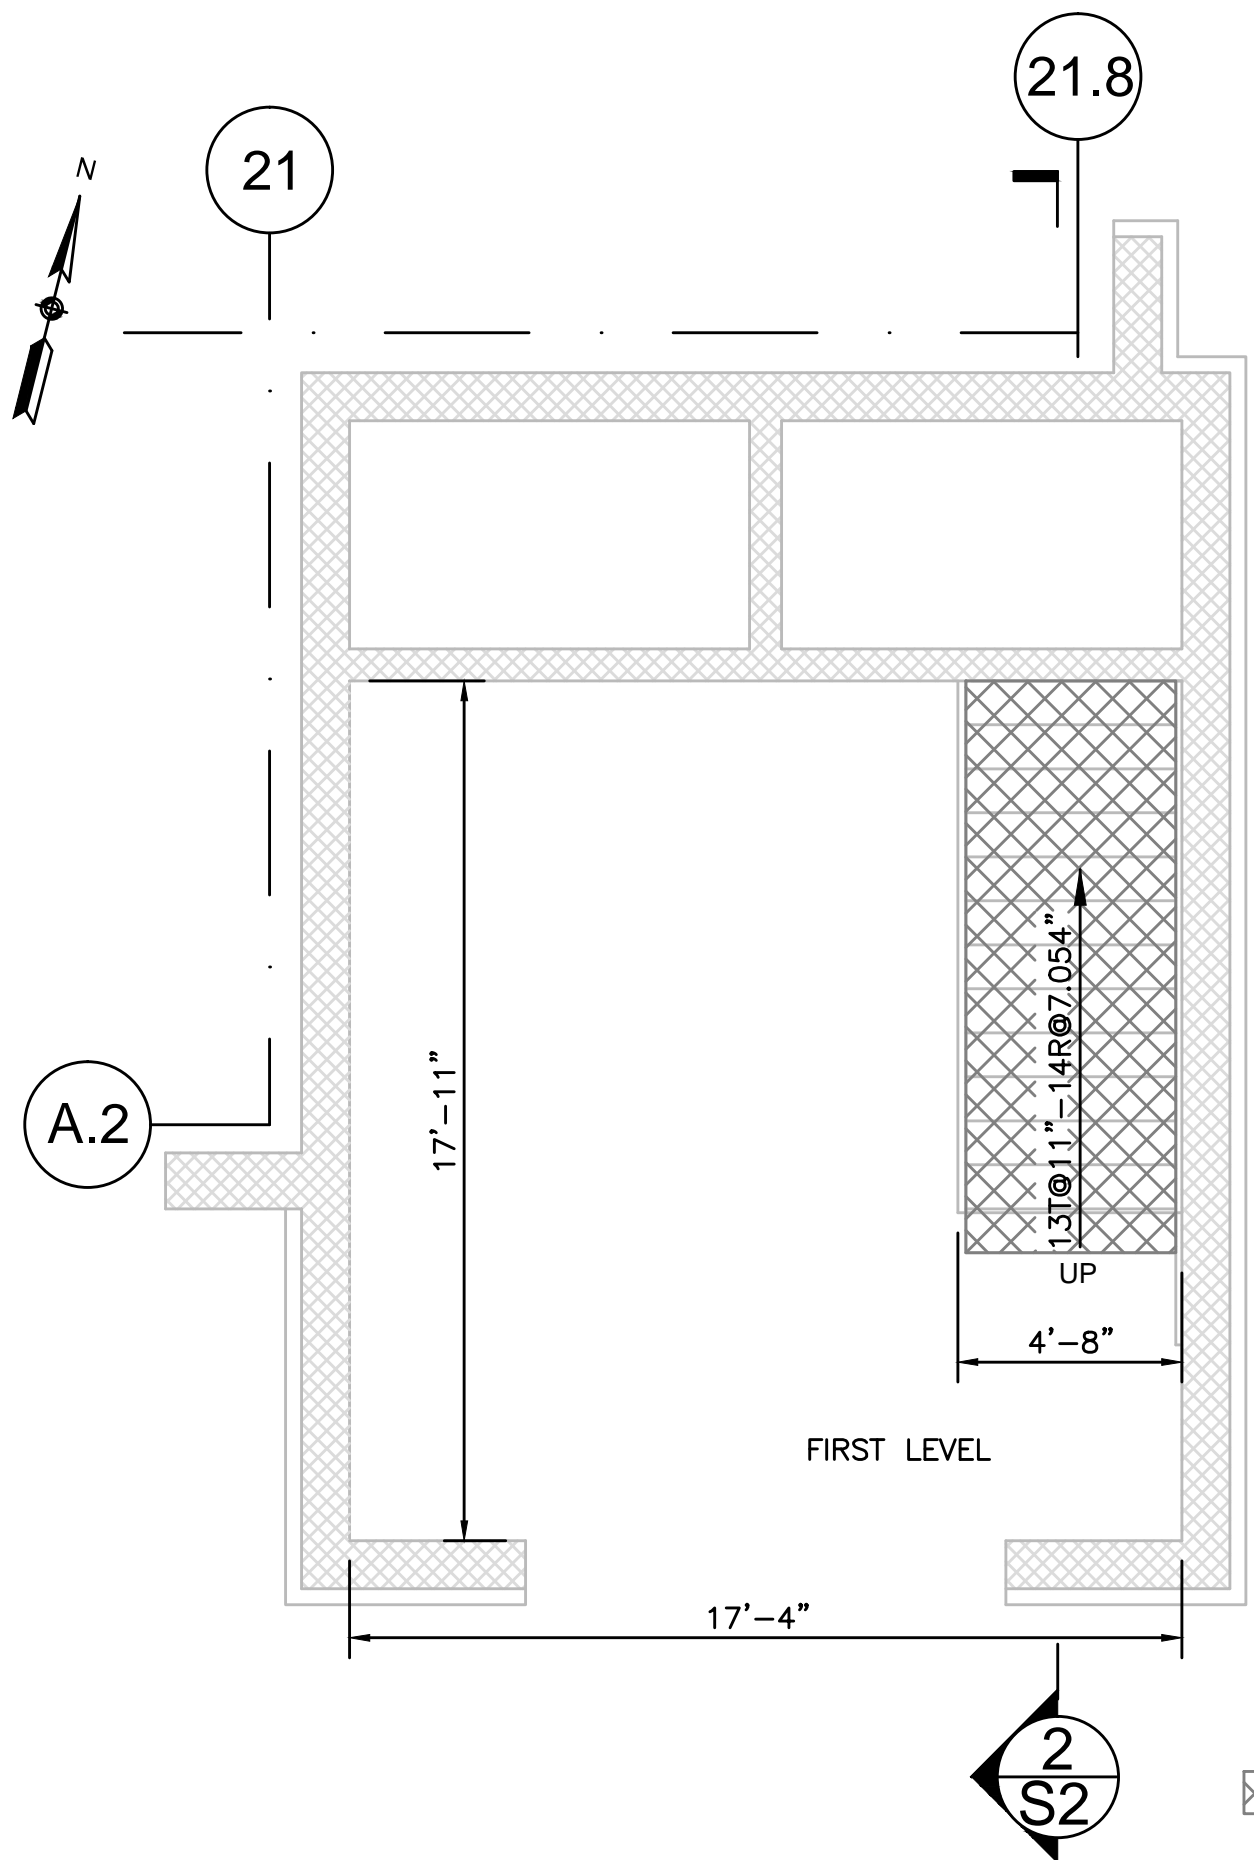 21.8
21
N
17'-11"
13T@11"-14R@7.054"
A.2
UP
4'-8"
FIRST LEVEL
17'-4"
2
S2